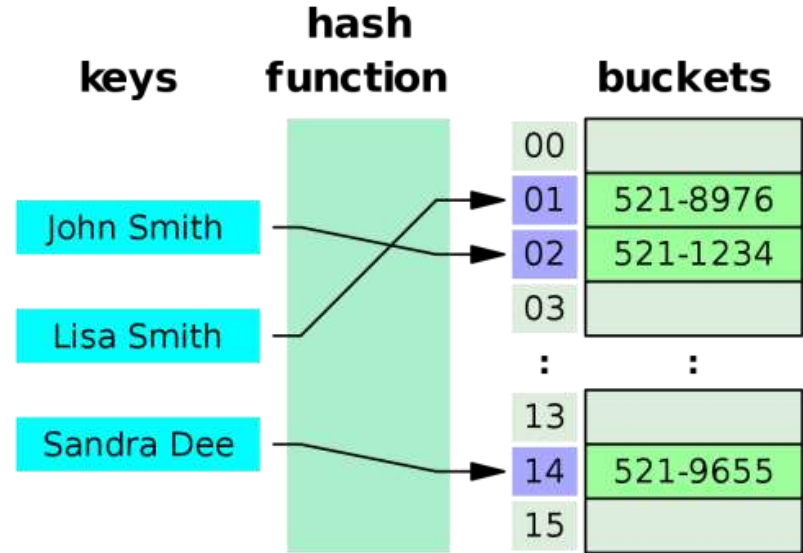 keys
hash
function
buckets
John Smith
Lisa Smith
Sandra Dee
00
01 521-8976
02 521-1234
03
: :
13
14 521-9655
15